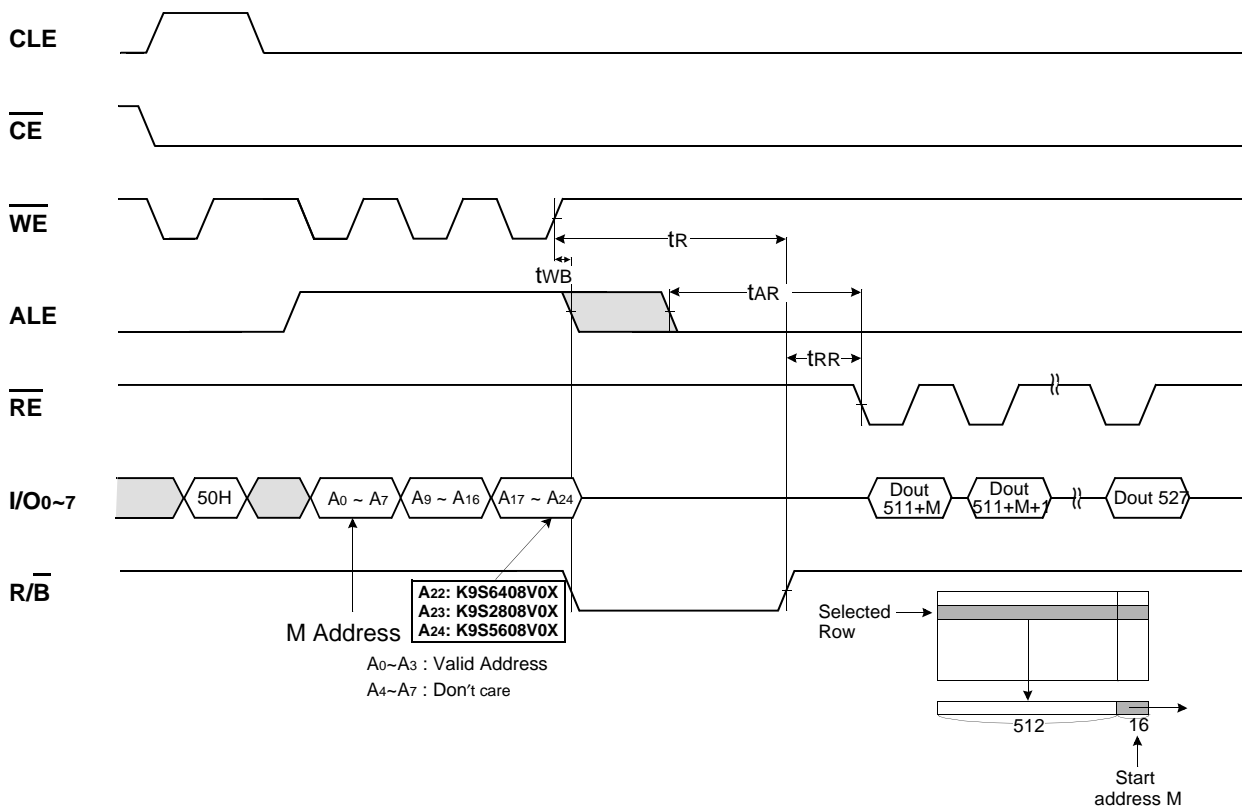 CLE
CE
WE
tR
tWB
tAR
ALE
tRR
RE
I/O0~7
50H
A0 ~ A7
A9 ~ A16
A17 ~ A24
Dout
511+M
Dout
511+M+1
Dout 527
R/B
A22: K9S6408V0X
A23: K9S2808V0X
A24: K9S5608V0X
M Address
A0~A3 : Valid Address
A4~A7 : Don't care
Selected
Row
512
16
Start
address M